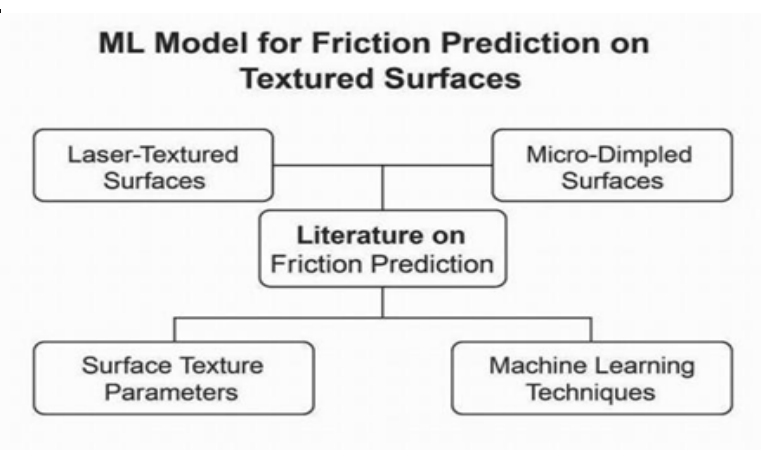 ML Model for Friction Prediction on
Textured Surfaces
Laser-Textured
Surfaces
Micro-Dimpled
Surfaces
Literature on
Friction Prediction
Surface Texture
Parameters
Machine Learning
Techniques